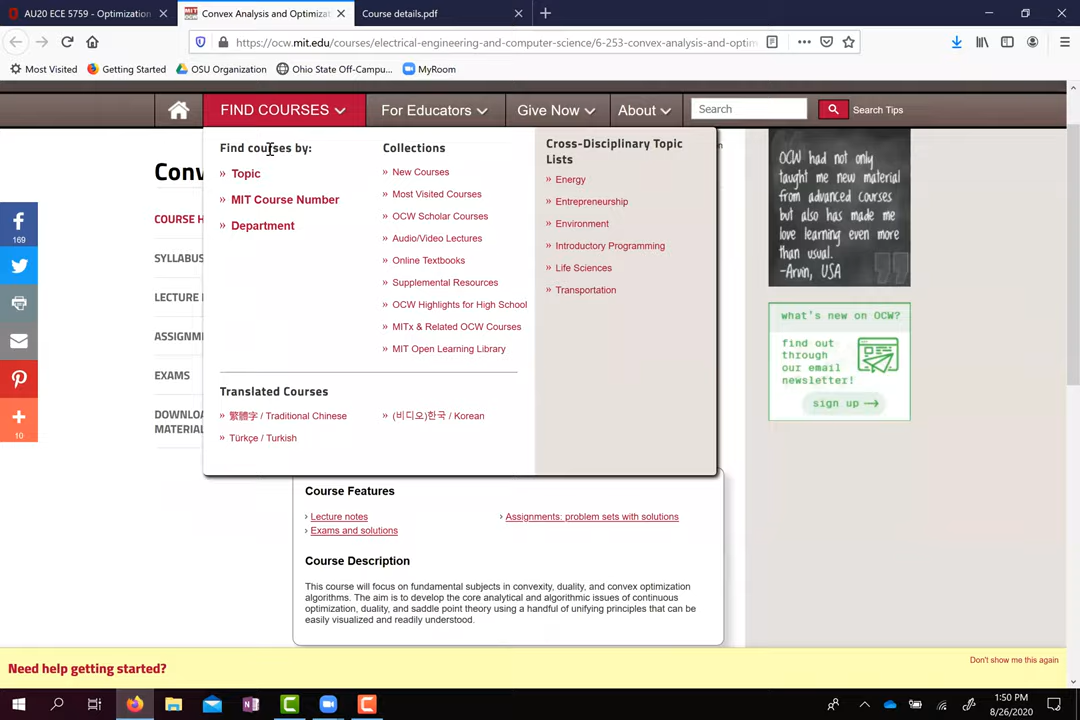 AU20 ECE 5759 - Optimization
Convex Analysis and Optimizat
Course details.pdf
https://ocw.mit.edu/courses/electrical-engineering-and-computer-science/6-253-convex-analysis-and-optim
Most Visited
Getting Started
OSU Organization
Ohio State Off-Campu...
MyRoom
FIND COURSES
For Educators
Give Now
About
Search
Search Tips
Conv
COURSE H
SYLLABUS
LECTURE
ASSIGNM
EXAMS
DOWNLO
MATERIAL
169
10
Find courses by:
» Topic
» MIT Course Number
» Department
Collections
» New Courses
» Most Visited Courses
» OCW Scholar Courses
» Audio/Video Lectures
» Online Textbooks
» Supplemental Resources
» OCW Highlights for High School
» MITx & Related OCW Courses
» MIT Open Learning Library
Cross-Disciplinary Topic
Lists
» Energy
» Entrepreneurship
» Environment
» Introductory Programming
» Life Sciences
» Transportation
Translated Courses
» 繁體字 / Traditional Chinese
» (비디오)한국 / Korean
» Türkçe / Turkish
OCW had not only
taught me new material
from advanced courses
but also has made me
love learning even more
than usual.
-Arvin, USA
what's new on OCW?
find out
through
our email
newsletter!
sign up →
Course Features
› Lecture notes
› Assignments: problem sets with solutions
› Exams and solutions
Course Description
This course will focus on fundamental subjects in convexity, duality, and convex optimization
algorithms. The aim is to develop the core analytical and algorithmic issues of continuous
optimization, duality, and saddle point theory using a handful of unifying principles that can be
easily visualized and readily understood.
Need help getting started?
Don't show me this again
1:50 PM
8/26/2020